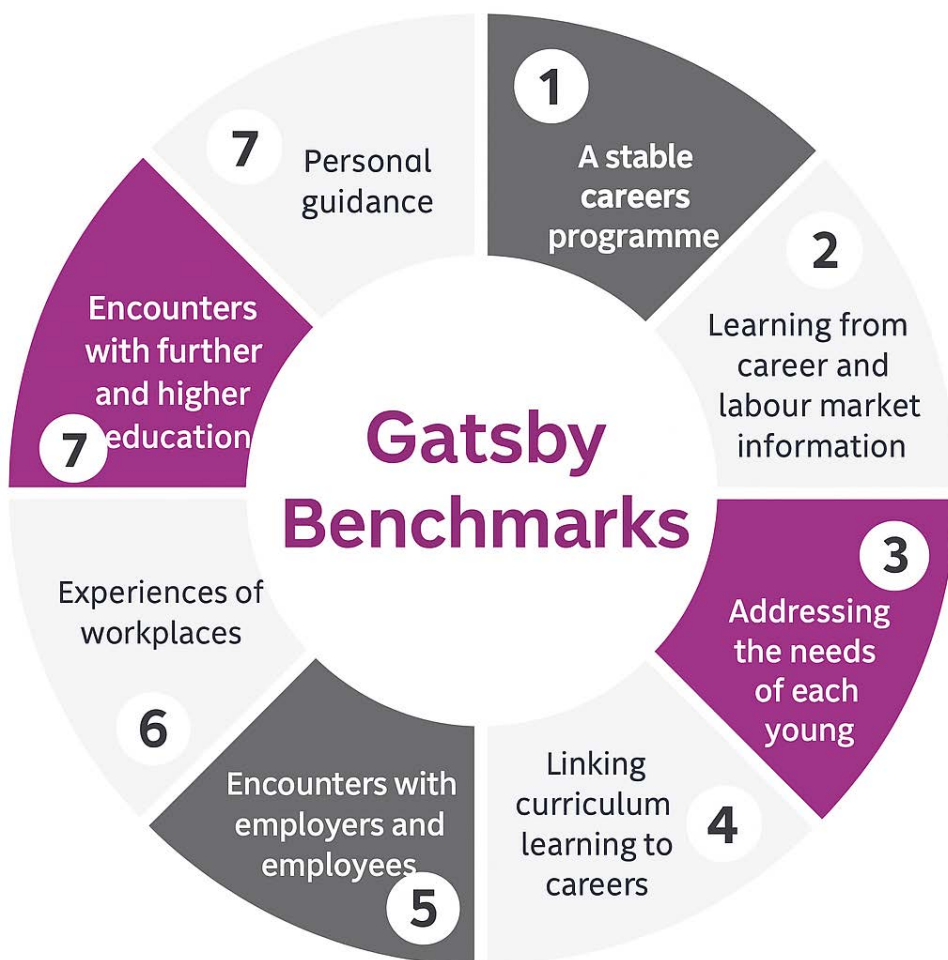 1
A stable
careers
programme
2
Learning from
career and
labour market
information
3
Addressing
the needs
of each
young
4
Linking
curriculum
learning to
careers
5
Encounters with
employers and
employees
6
Experiences of
workplaces
7
Encounters
with further
and higher
education
7
Personal
guidance
Gatsby
Benchmarks